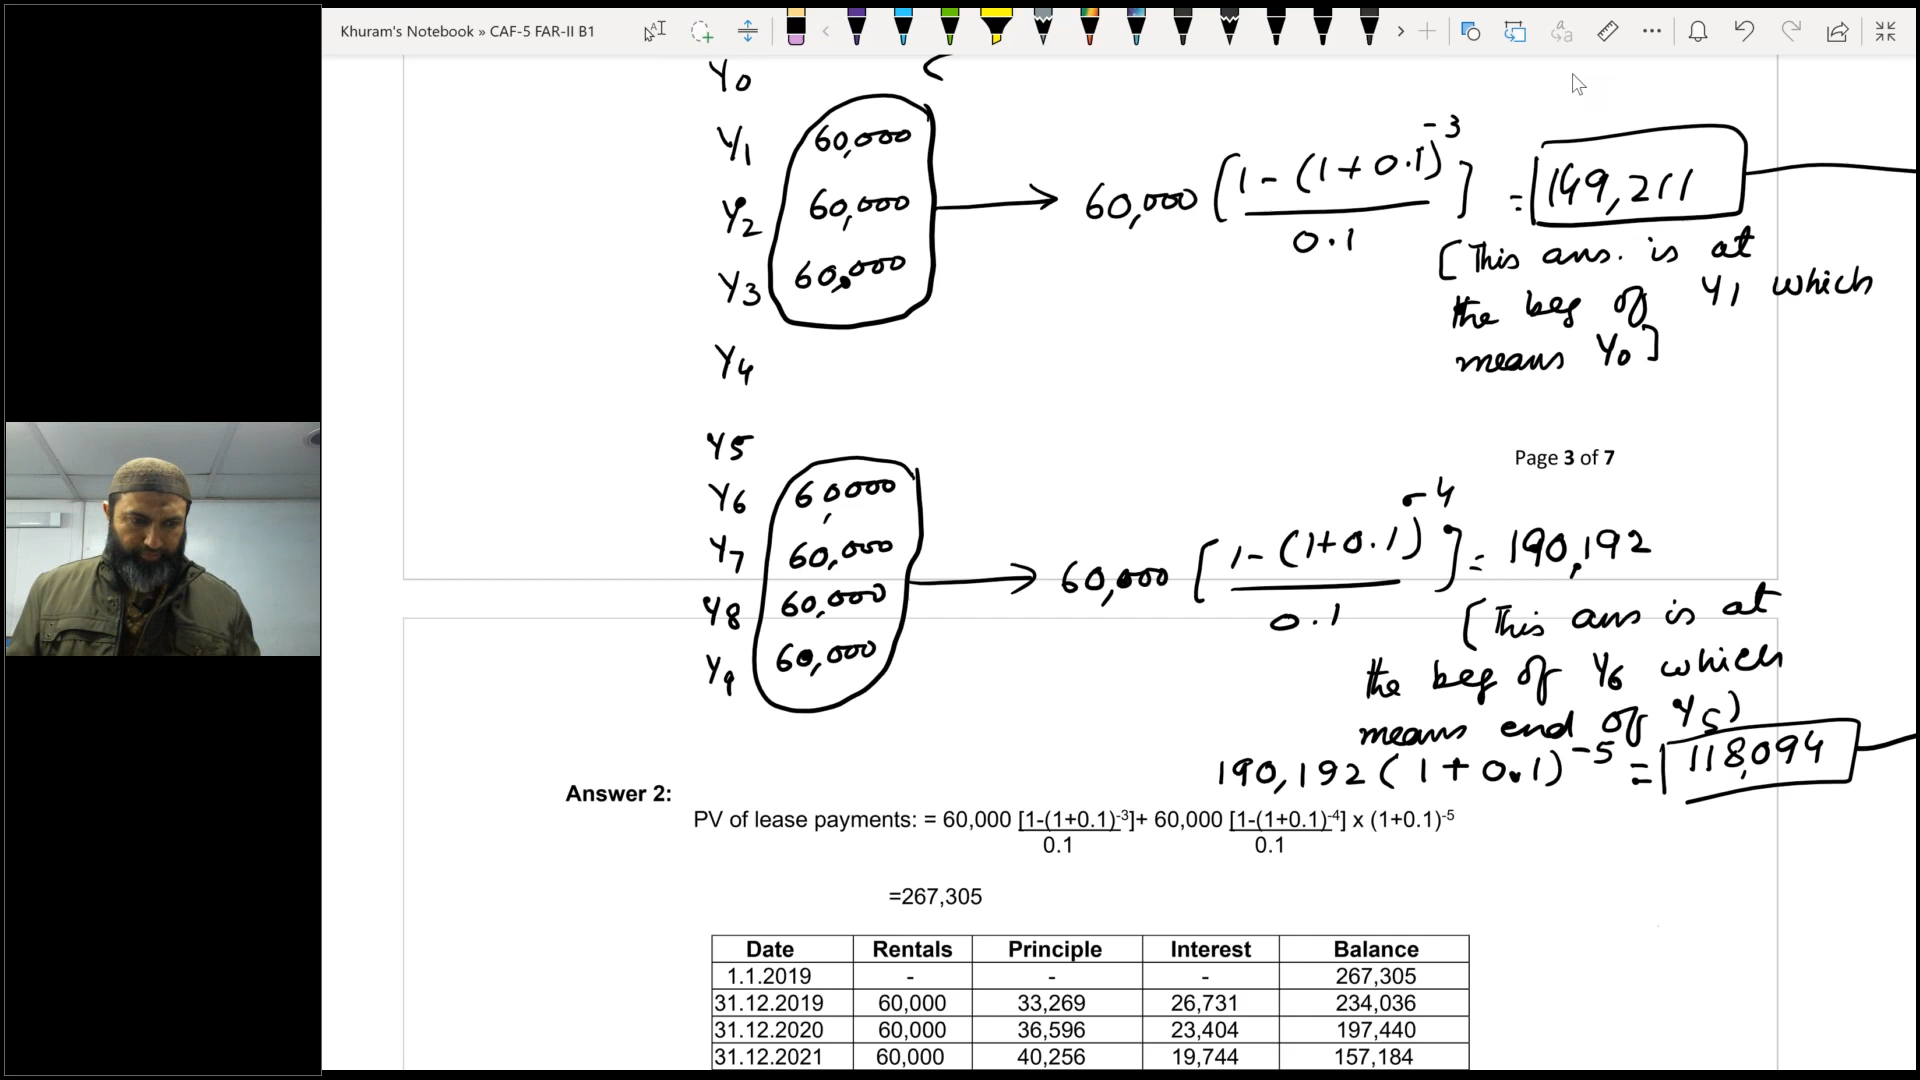 Khuram's Notebook » CAF-5 FAR-II B1
Y0
Y1 60,000
Y2 60,000
Y3 60,000
60,000 [1-(1+0.1)-3] = 149,211
0.1
[This ans. is at
the beg of Y1 which
means Y0]
Y4
Y5
Page 3 of 7
Y6 60,000
Y7 60,000
Y8 60,000
Y9 60,000
60,000 [1-(1+0.1)-4] = 190,192
0.1
(This ans is at
the beg of Y6 which
means end of Y5)
190,192(1+0.1)-5 = 118,094
Answer 2:
PV of lease payments: = 60,000 [1-(1+0.1)-3]+ 60,000 [1-(1+0.1)-4] x (1+0.1)-5
0.1 0.1
=267,305
Date Rentals Principle Interest Balance
1.1.2019 - - - 267,305
31.12.2019 60,000 33,269 26,731 234,036
31.12.2020 60,000 36,596 23,404 197,440
31.12.2021 60,000 40,256 19,744 157,184